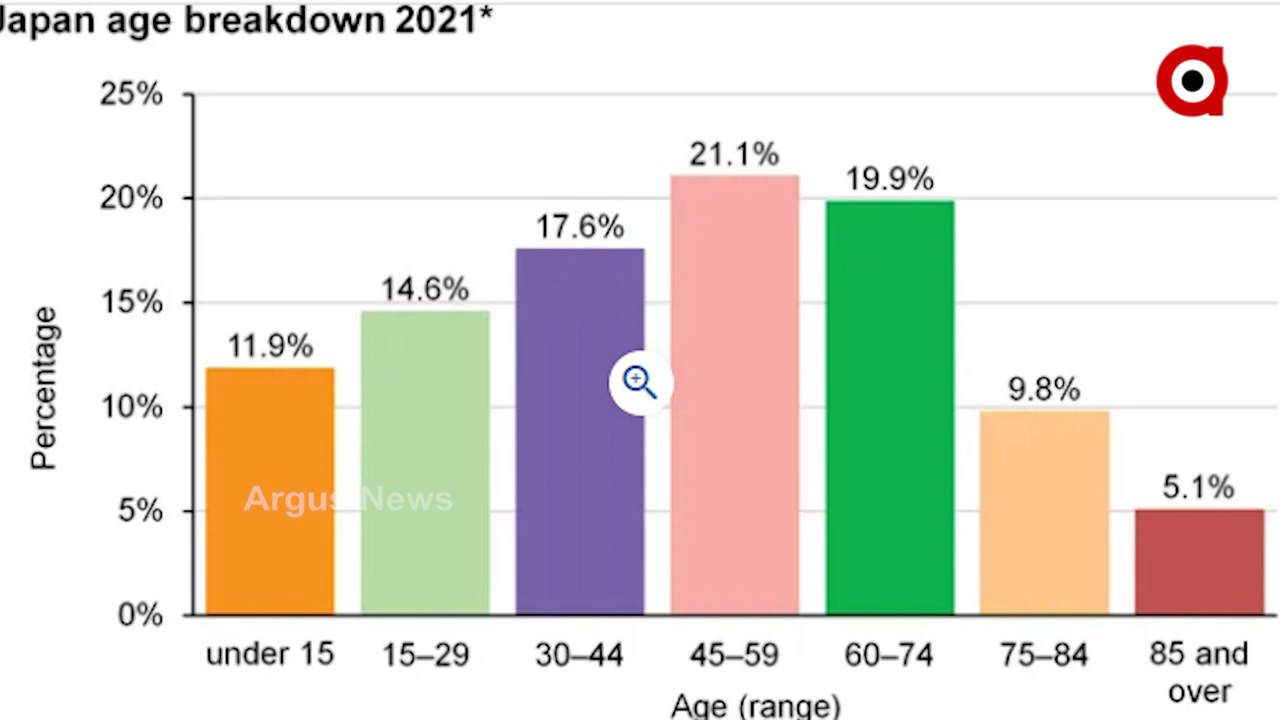 Japan age breakdown 2021*
25%
20%
15%
10%
5%
0%
Percentage
11.9%
14.6%
17.6%
21.1%
19.9%
9.8%
5.1%
Argus News
under 15
15–29
30–44
45–59
60–74
75–84
85 and
over
Age (range)